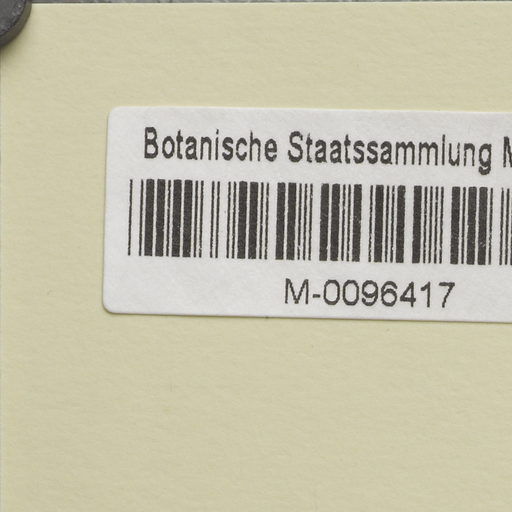 Botanische Staatssammlung
M-0096417